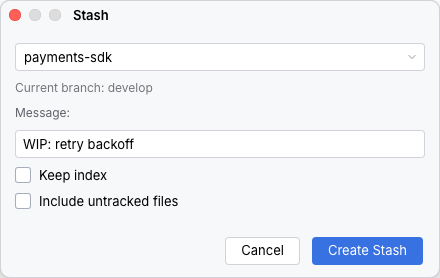 Stash
payments-sdk
Current branch: develop
Message:
WIP: retry backoff
Keep index
Include untracked files
Cancel
Create Stash